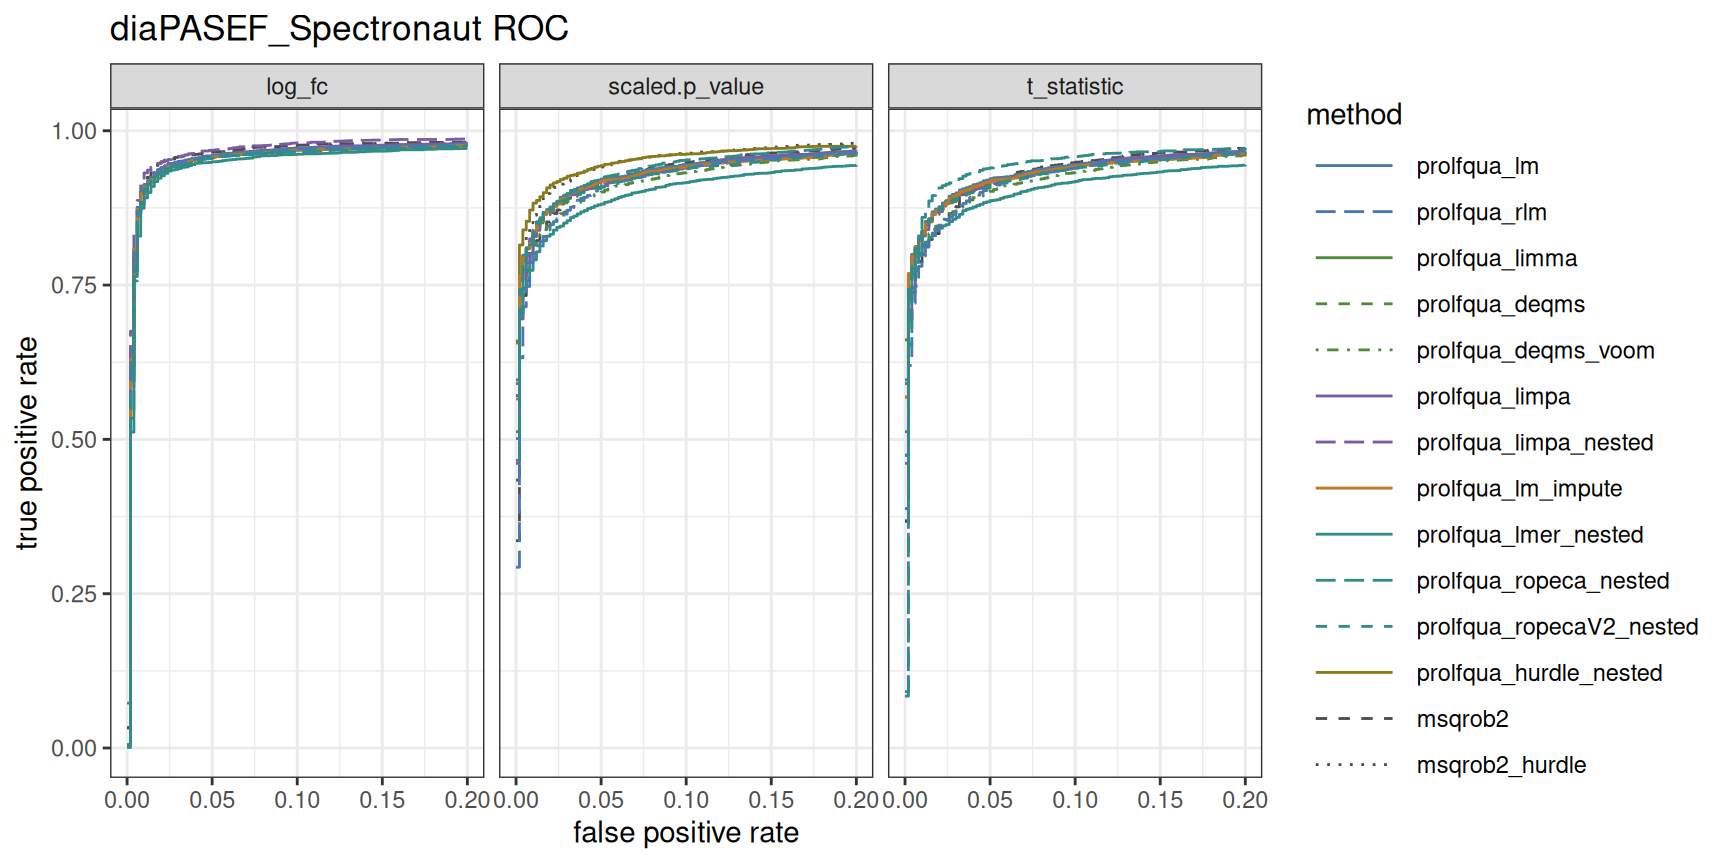 diaPASEF_Spectronaut ROC
log_fc
scaled.p_value
t_statistic
true positive rate
1.00
0.75
0.50
0.25
0.00
0.00 0.05 0.10 0.15 0.20
0.00 0.05 0.10 0.15 0.20
0.00 0.05 0.10 0.15 0.20
false positive rate
method
prolfqua_lm
prolfqua_rlm
prolfqua_limma
prolfqua_deqms
prolfqua_deqms_voom
prolfqua_limpa
prolfqua_limpa_nested
prolfqua_lm_impute
prolfqua_lmer_nested
prolfqua_ropeca_nested
prolfqua_ropecaV2_nested
prolfqua_hurdle_nested
msqrob2
msqrob2_hurdle